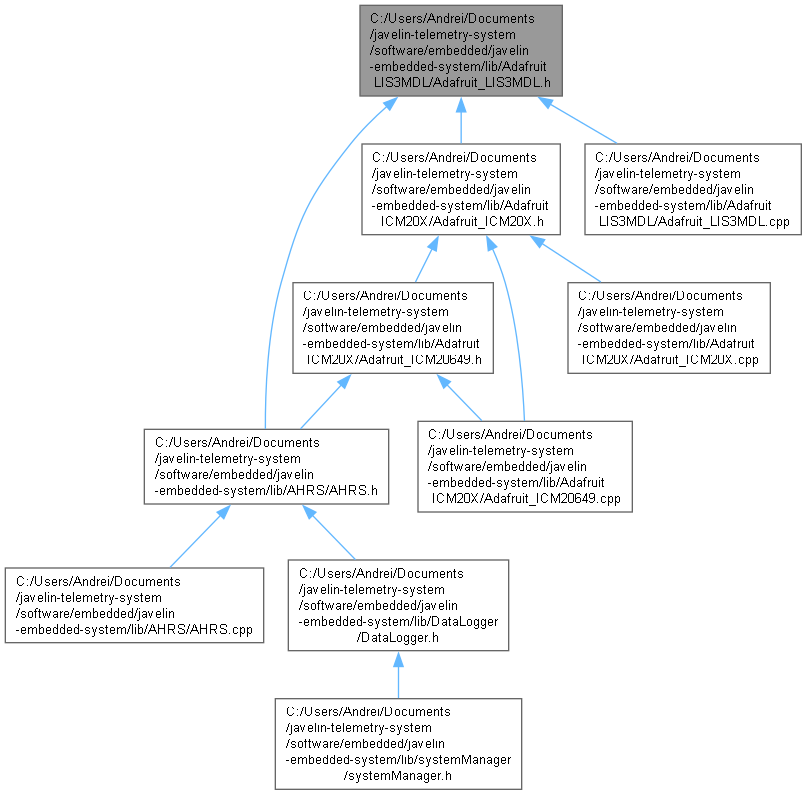 C:/Users/Andrei/Documents
/javelin-telemetry-system
/software/embedded/javelin
-embedded-system/lib/Adafruit
LIS3MDL/Adafruit_LIS3MDL.h
C:/Users/Andrei/Documents
/javelin-telemetry-system
/software/embedded/javelin
-embedded-system/lib/Adafruit
ICM20X/Adafruit_ICM20X.h
C:/Users/Andrei/Documents
/javelin-telemetry-system
/software/embedded/javelin
-embedded-system/lib/Adafruit
LIS3MDL/Adafruit_LIS3MDL.cpp
C:/Users/Andrei/Documents
/javelin-telemetry-system
/software/embedded/javelin
-embedded-system/lib/Adafruit
ICM20X/Adafruit_ICM20649.h
C:/Users/Andrei/Documents
/javelin-telemetry-system
/software/embedded/javelin
-embedded-system/lib/Adafruit
ICM20X/Adafruit_ICM20X.cpp
C:/Users/Andrei/Documents
/javelin-telemetry-system
/software/embedded/javelin
-embedded-system/lib/AHRS/AHRS.h
C:/Users/Andrei/Documents
/javelin-telemetry-system
/software/embedded/javelin
-embedded-system/lib/Adafruit
ICM20X/Adafruit_ICM20649.cpp
C:/Users/Andrei/Documents
/javelin-telemetry-system
/software/embedded/javelin
-embedded-system/lib/AHRS/AHRS.cpp
C:/Users/Andrei/Documents
/javelin-telemetry-system
/software/embedded/javelin
-embedded-system/lib/DataLogger
/DataLogger.h
C:/Users/Andrei/Documents
/javelin-telemetry-system
/software/embedded/javelin
-embedded-system/lib/systemManager
/systemManager.h